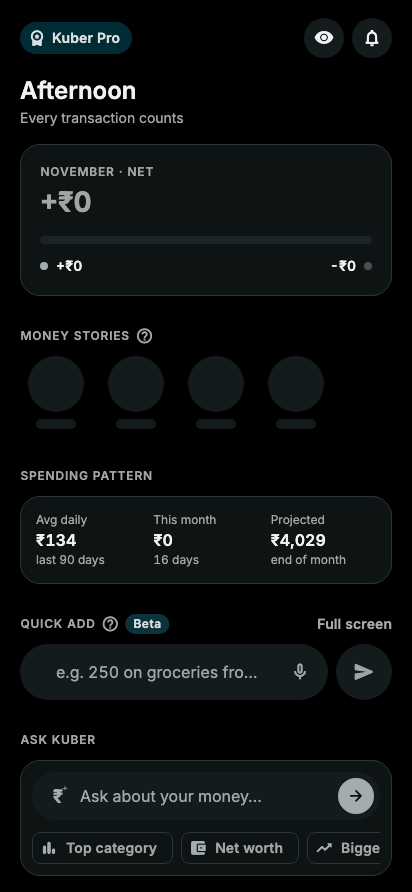 Kuber Pro
Afternoon
Every transaction counts
NOVEMBER · NET
+₹0
+₹0
-₹0
MONEY STORIES
SPENDING PATTERN
Avg daily This month Projected
₹134 ₹0 ₹4,029
last 90 days 16 days end of month
QUICK ADD Beta Full screen
e.g. 250 on groceries fro...
ASK KUBER
Ask about your money...
Top category Net worth Bigge